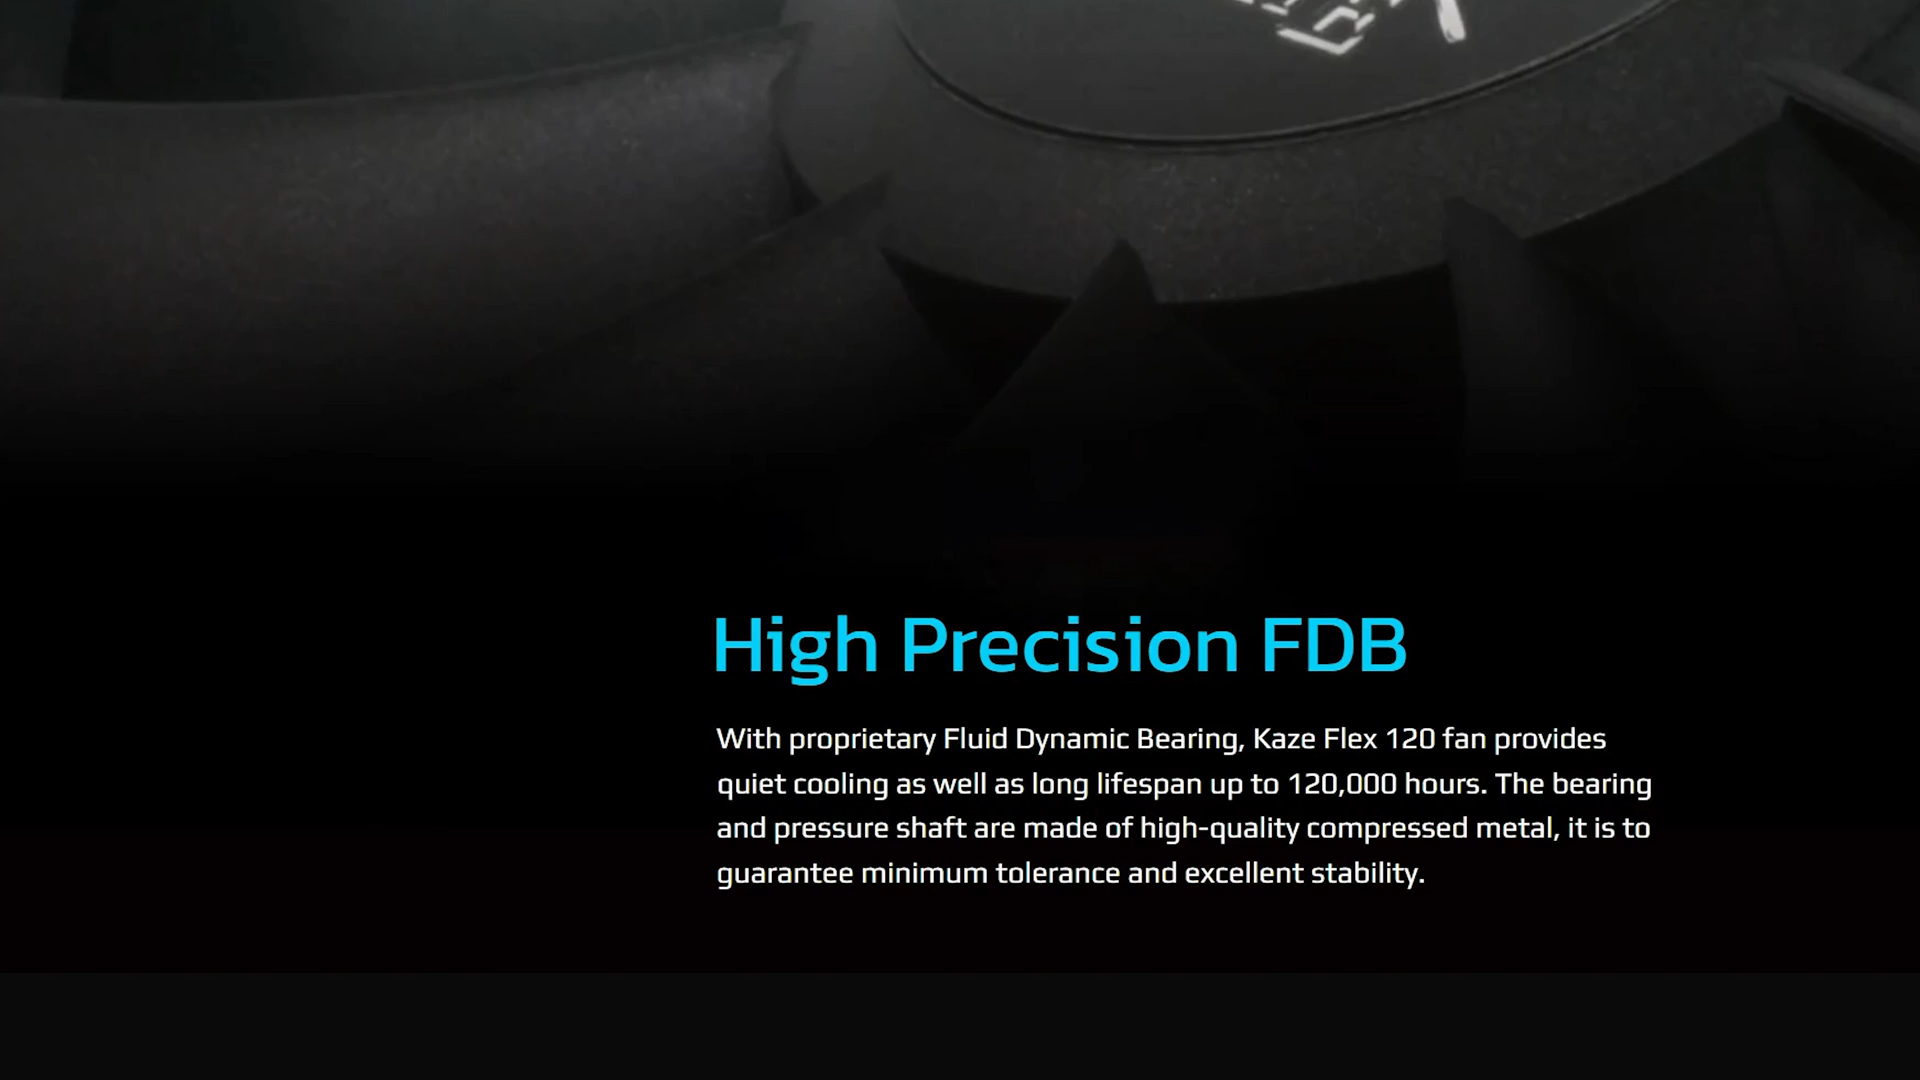 High Precision FDB
With proprietary Fluid Dynamic Bearing, Kaze Flex 120 fan provides
quiet cooling as well as long lifespan up to 120,000 hours. The bearing
and pressure shaft are made of high-quality compressed metal, it is to
guarantee minimum tolerance and excellent stability.